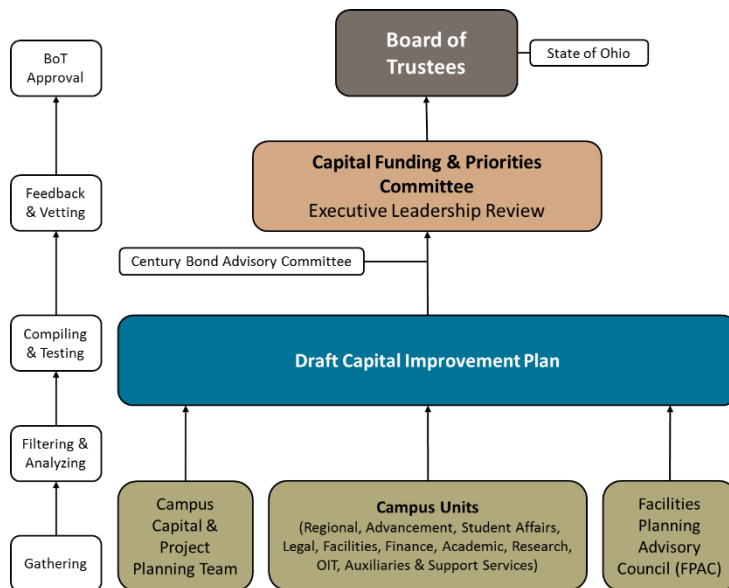 Board of
Trustees
State of Ohio
BoT
Approval
Capital Funding & Priorities
Committee
Executive Leadership Review
Feedback
& Vetting
Century Bond Advisory Committee
Compiling
& Testing
Draft Capital Improvement Plan
Filtering &
Analyzing
Gathering
Campus
Capital &
Project
Planning Team
Campus Units
(Regional, Advancement, Student Affairs,
Legal, Facilities, Finance, Academic, Research,
OIT, Auxiliaries & Support Services)
Facilities
Planning
Advisory
Council (FPAC)